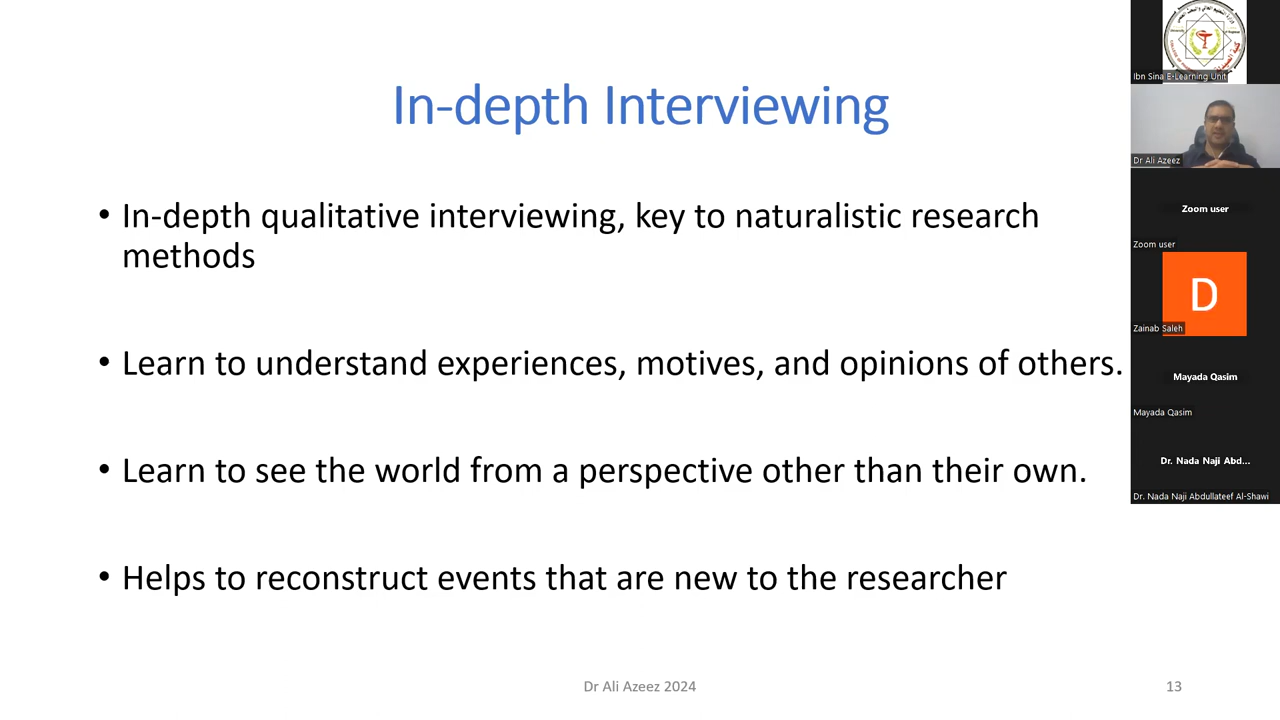 In-depth Interviewing
• In-depth qualitative interviewing, key to naturalistic research
methods
• Learn to understand experiences, motives, and opinions of others.
• Learn to see the world from a perspective other than their own.
• Helps to reconstruct events that are new to the researcher
Dr Ali Azeez 2024
13
Ibn Sina E-Learning Unit
Dr Ali Azeez
Zoom user
Zoom user
D
Zainab Saleh
Mayada Qasim
Mayada Qasim
Dr. Nada Naji Abd...
Dr. Nada Naji Abdullateef Al-Shawi